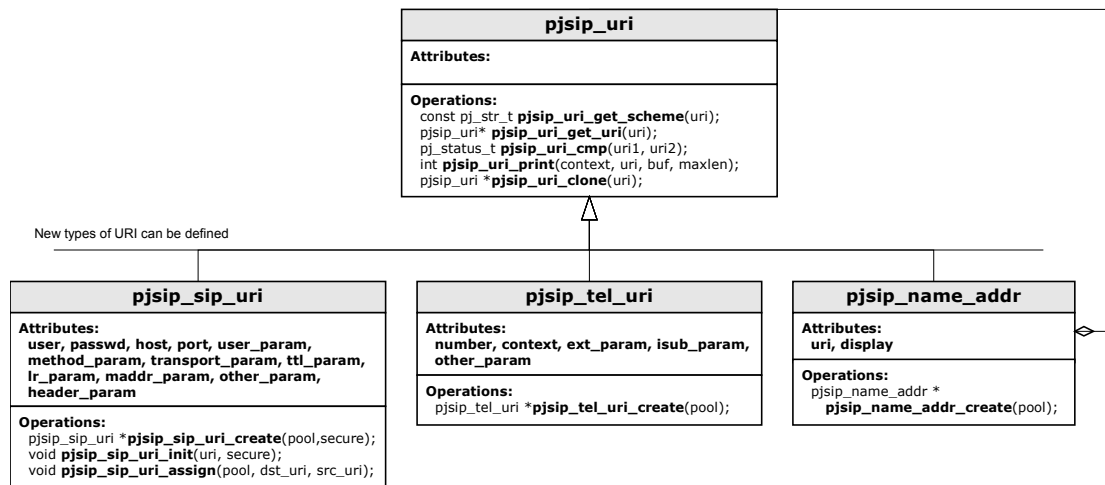 pjsip_uri
Attributes:
Operations:
const pj_str_t pjsip_uri_get_scheme(uri);
pjsip_uri* pjsip_uri_get_uri(uri);
pj_status_t pjsip_uri_cmp(uri1, uri2);
int pjsip_uri_print(context, uri, buf, maxlen);
pjsip_uri *pjsip_uri_clone(uri);
New types of URI can be defined
pjsip_sip_uri
Attributes:
user, passwd, host, port, user_param,
method_param, transport_param, ttl_param,
lr_param, maddr_param, other_param,
header_param
Operations:
pjsip_sip_uri *pjsip_sip_uri_create(pool,secure);
void pjsip_sip_uri_init(uri, secure);
void pjsip_sip_uri_assign(pool, dst_uri, src_uri);
pjsip_tel_uri
Attributes:
number, context, ext_param, isub_param,
other_param
Operations:
pjsip_tel_uri *pjsip_tel_uri_create(pool);
pjsip_name_addr
Attributes:
uri, display
Operations:
pjsip_name_addr *
pjsip_name_addr_create(pool);